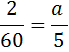 2/60 = a/5